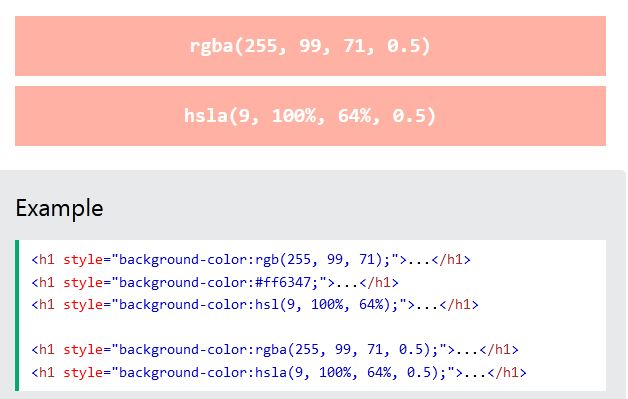 rgba(255, 99, 71, 0.5)
hsla(9, 100%, 64%, 0.5)
Example
<h1 style="background-color:rgb(255, 99, 71);">...</h1>
<h1 style="background-color:#ff6347;">...</h1>
<h1 style="background-color:hsl(9, 100%, 64%);">...</h1>
<h1 style="background-color:rgba(255, 99, 71, 0.5);">...</h1>
<h1 style="background-color:hsla(9, 100%, 64%, 0.5);">...</h1>